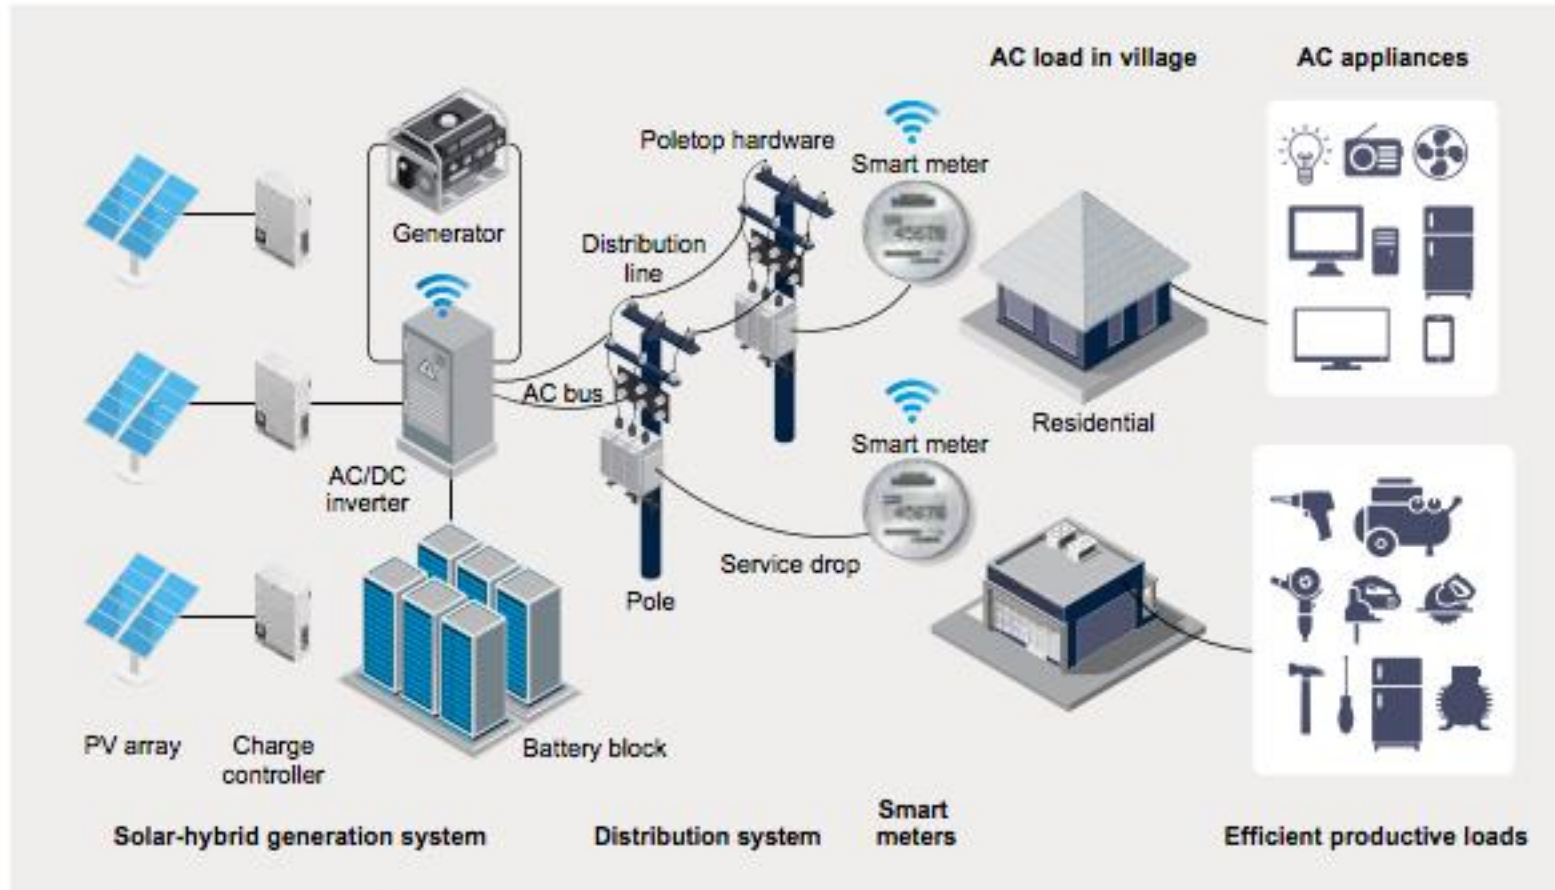 AC load in village
AC appliances
Poletop hardware
Smart meter
Generator
Distribution
line
AC bus
Residential
Smart meter
AC/DC
inverter
Service drop
Pole
PV array
Charge
controller
Battery block
Solar-hybrid generation system
Distribution system
Smart
meters
Efficient productive loads